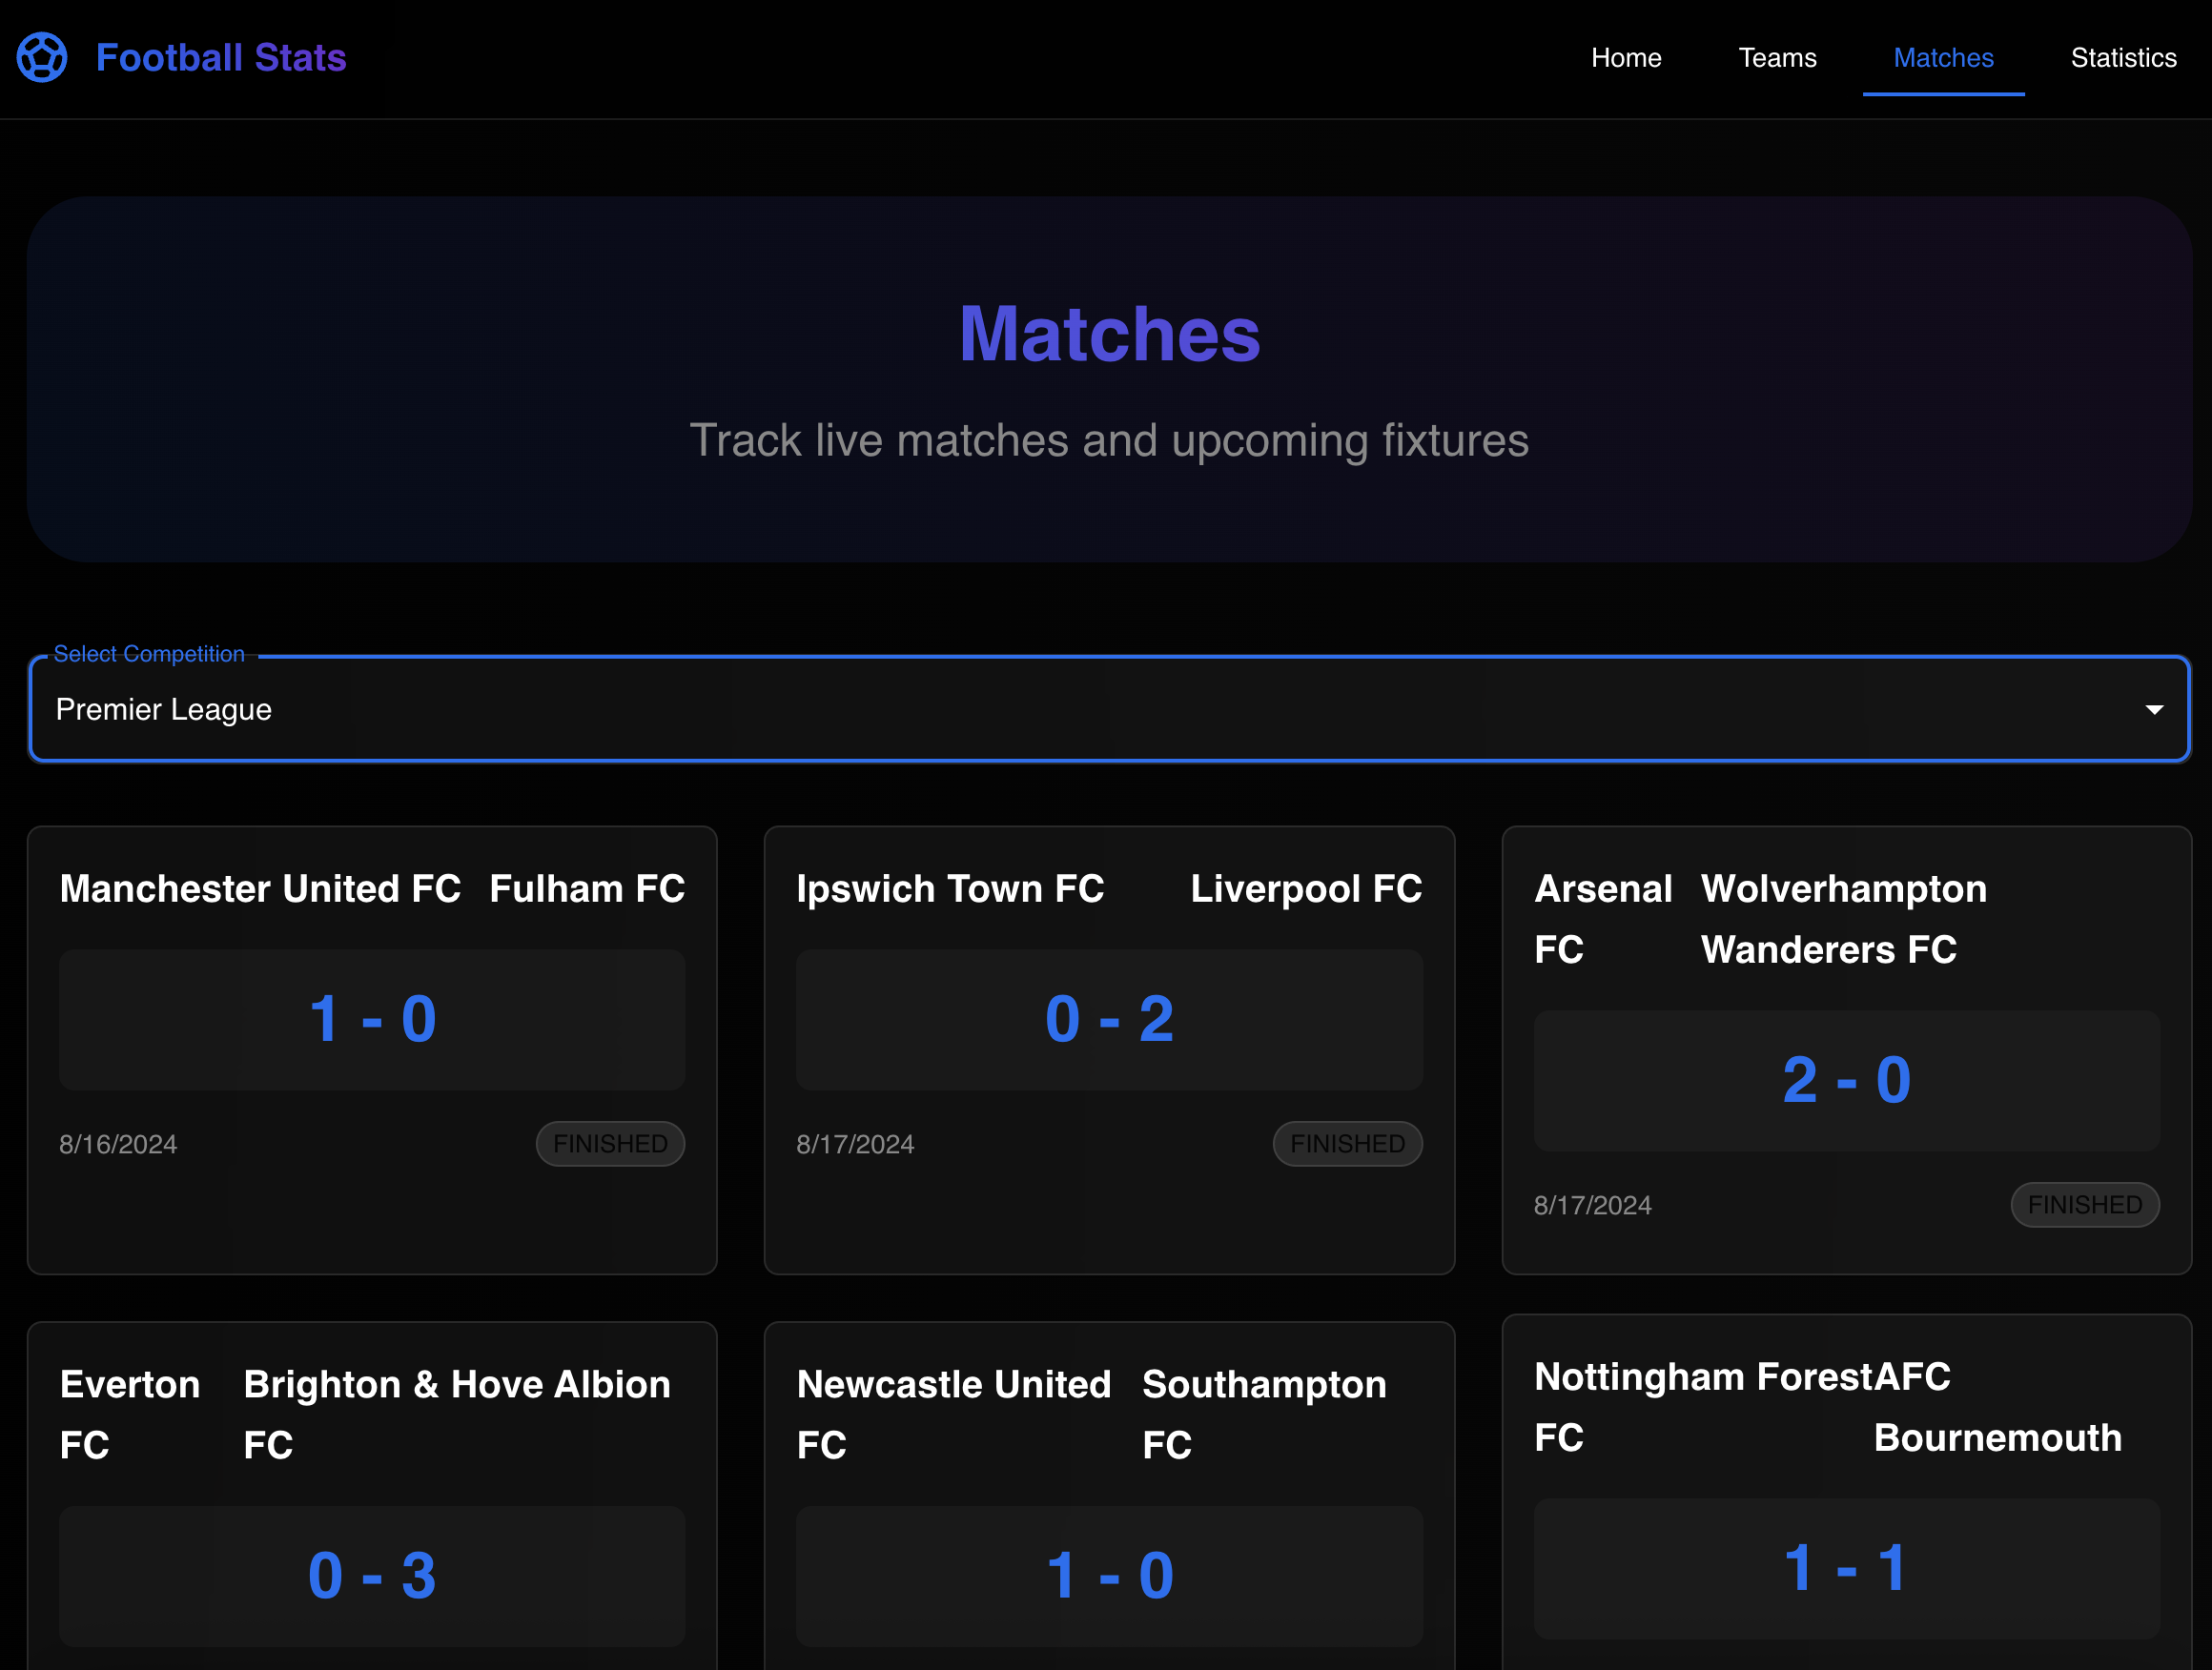 Football Stats
Home
Teams
Matches
Statistics
Matches
Track live matches and upcoming fixtures
Select Competition
Premier League
Manchester United FC
Fulham FC
1 - 0
8/16/2024
FINISHED
Ipswich Town FC
Liverpool FC
0 - 2
8/17/2024
FINISHED
Arsenal
FC
Wolverhampton
Wanderers FC
2 - 0
8/17/2024
FINISHED
Everton
FC
Brighton & Hove Albion
FC
0 - 3
Newcastle United
FC
Southampton
FC
1 - 0
Nottingham Forest
FC
AFC
Bournemouth
1 - 1